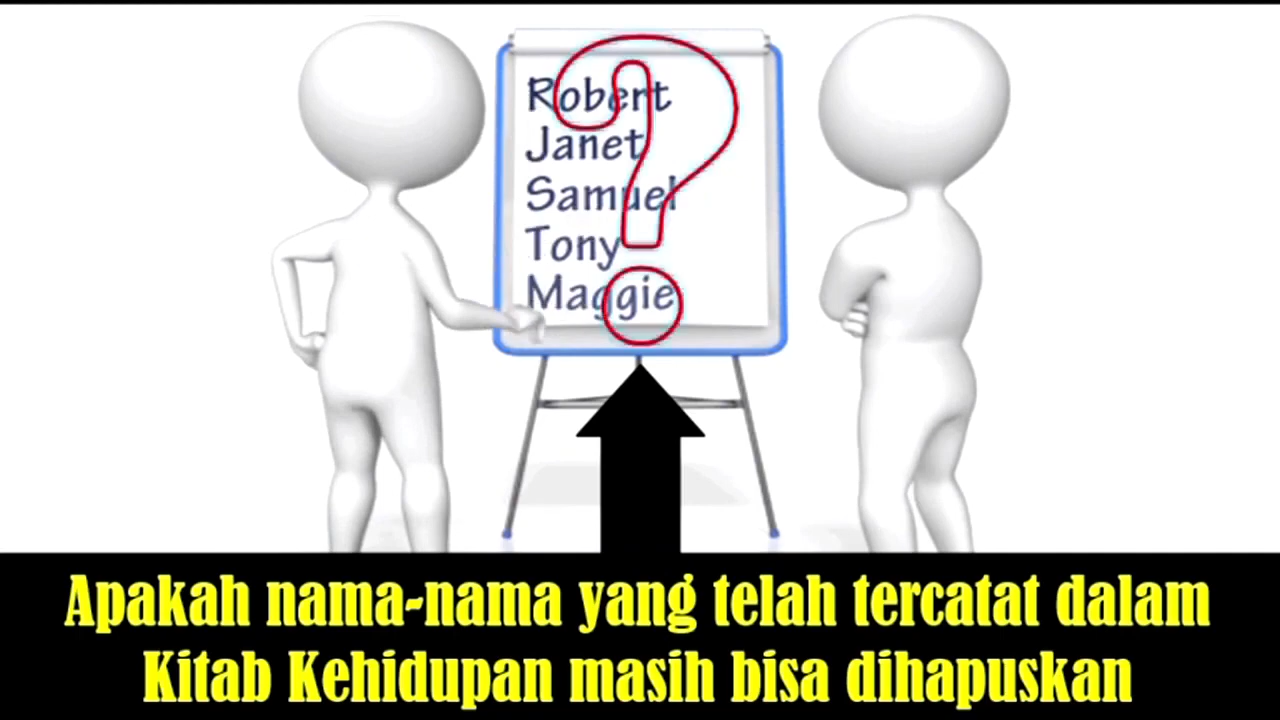 Robert
Janet
Samuel
Tony
Maggie
?
Apakah nama-nama yang telah tercatat dalam
Kitab Kehidupan masih bisa dihapuskan